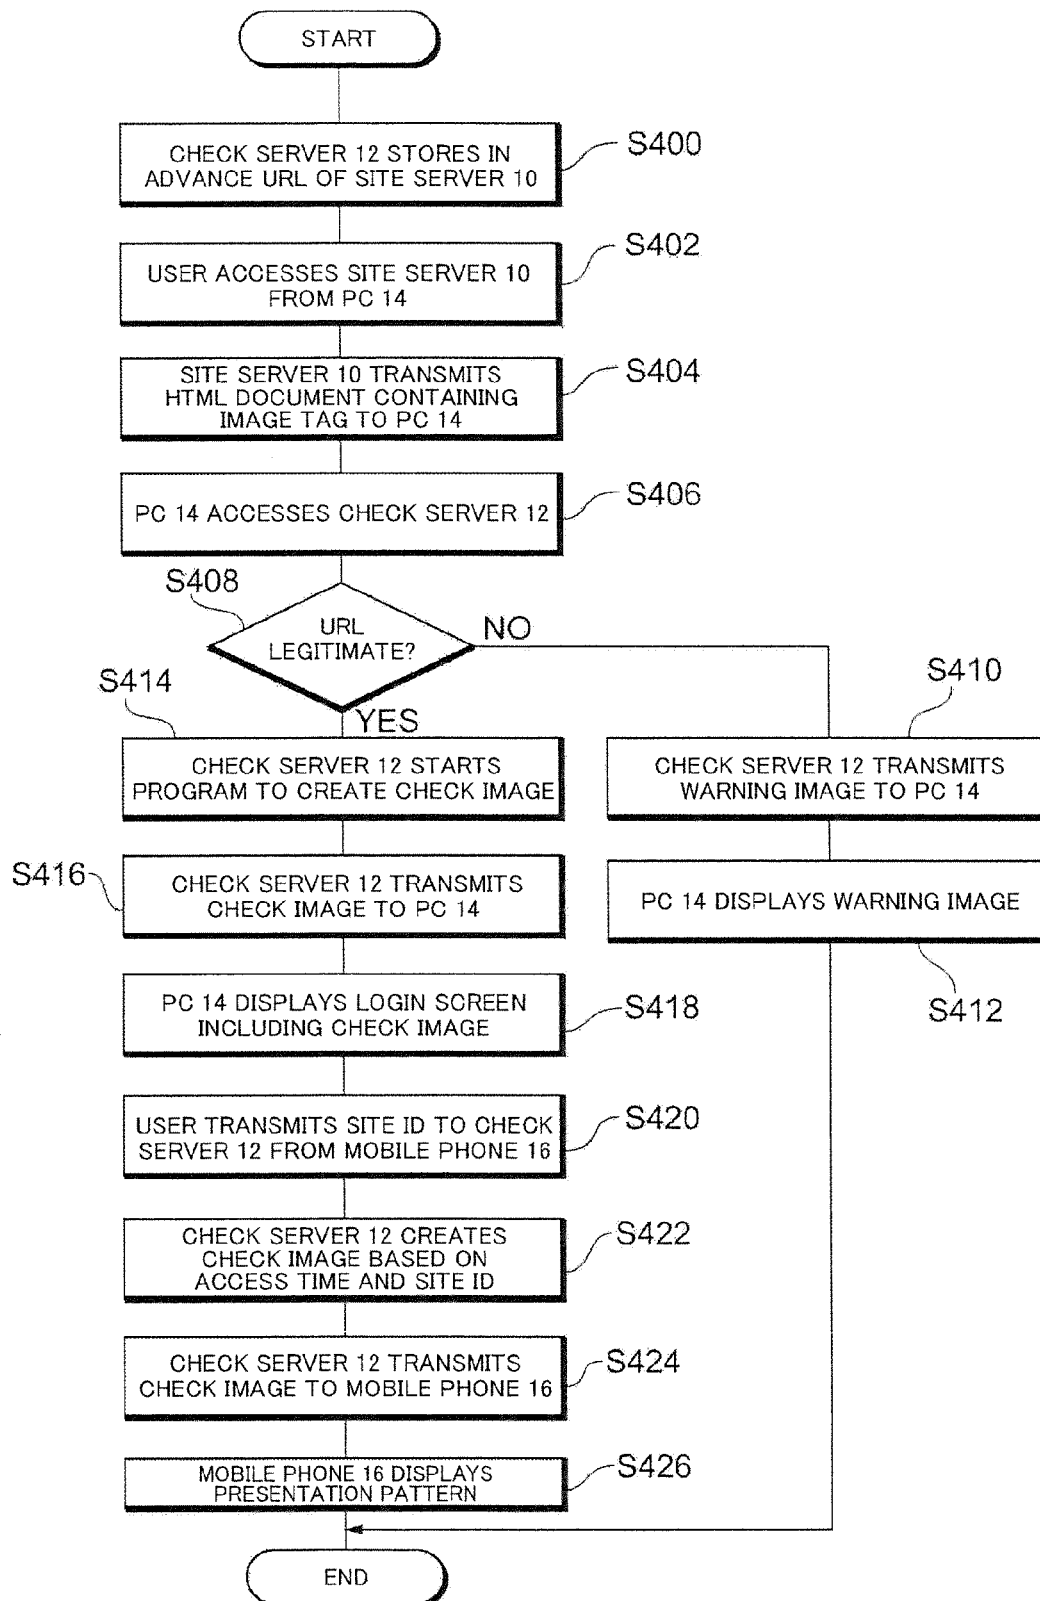 START
CHECK SERVER 12 STORES IN
ADVANCE URL OF SITE SERVER 10
S400
USER ACCESSES SITE SERVER 10
FROM PC 14
S402
SITE SERVER 10 TRANSMITS
HTML DOCUMENT CONTAINING
IMAGE TAG TO PC 14
S404
PC 14 ACCESSES CHECK SERVER 12
S406
S408
URL
LEGITIMATE?
NO
YES
S414
CHECK SERVER 12 STARTS
PROGRAM TO CREATE CHECK IMAGE
S410
CHECK SERVER 12 TRANSMITS
WARNING IMAGE TO PC 14
S416
CHECK SERVER 12 TRANSMITS
CHECK IMAGE TO PC 14
PC 14 DISPLAYS WARNING IMAGE
S412
PC 14 DISPLAYS LOGIN SCREEN
INCLUDING CHECK IMAGE
S418
USER TRANSMITS SITE ID TO CHECK
SERVER 12 FROM MOBILE PHONE 16
S420
CHECK SERVER 12 CREATES
CHECK IMAGE BASED ON
ACCESS TIME AND SITE ID
S422
CHECK SERVER 12 TRANSMITS
CHECK IMAGE TO MOBILE PHONE 16
S424
MOBILE PHONE 16 DISPLAYS
PRESENTATION PATTERN
S426
END